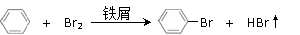 + Br₂ 铁屑 → Br + HBr↑